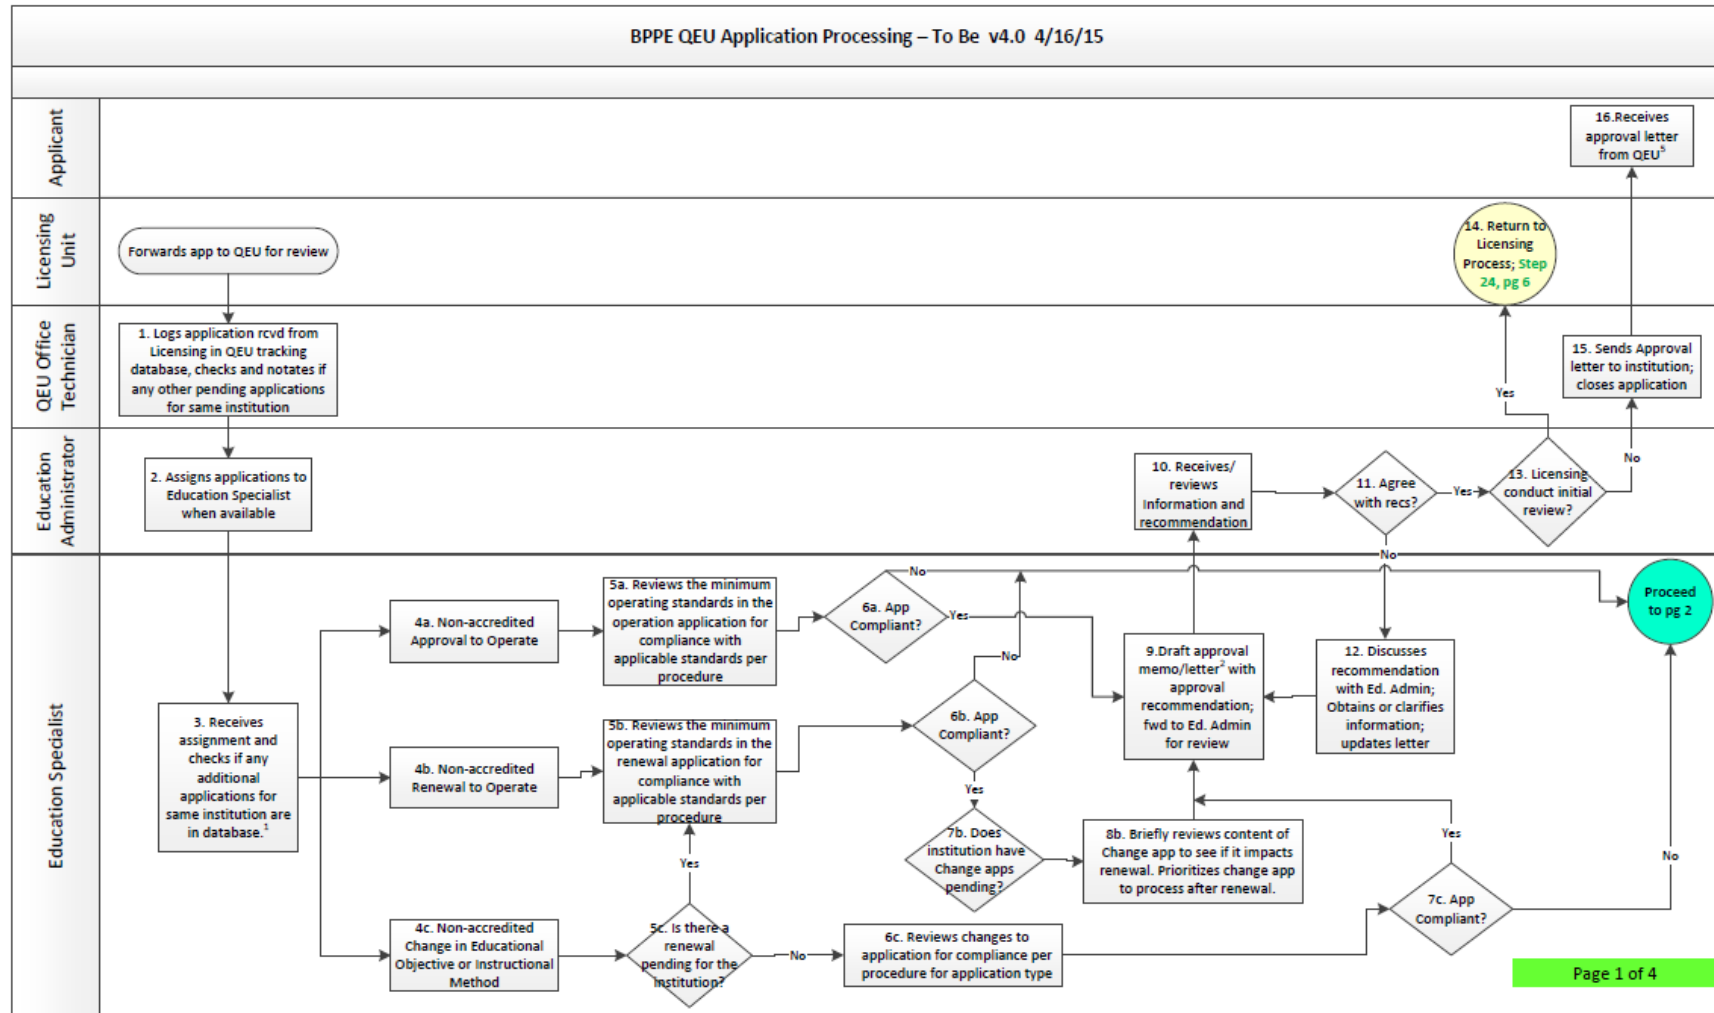 BPPE QEU Application Processing – To Be  v4.0  4/16/15
Applicant
16.Receives
approval letter
from QEU5
Licensing
Unit
Forwards app to QEU for review
14. Return to
Licensing
Process; Step
24, pg 6
QEU Office
Technician
1. Logs application rcvd from
Licensing in QEU tracking
database, checks and notates if
any other pending applications
for same institution
15. Sends Approval
letter to institution;
closes application
Yes
No
Education
Administrator
2. Assigns applications to
Education Specialist
when available
10. Receives/
reviews
Information and
recommendation
11. Agree
with recs?
Yes
13. Licensing
conduct initial
review?
No
Education Specialist
3. Receives
assignment and
checks if any
additional
applications for
same institution are
in database.1
4a. Non-accredited
Approval to Operate
5a. Reviews the minimum
operating standards in the
operation application for
compliance with
applicable standards per
procedure
6a. App
Compliant?
No
Yes
Proceed
to pg 2
4b. Non-accredited
Renewal to Operate
5b. Reviews the minimum
operating standards in the
renewal application for
compliance with
applicable standards per
procedure
6b. App
Compliant?
No
Yes
9.Draft approval
memo/letter2 with
approval
recommendation;
fwd to Ed. Admin
for review
12. Discusses
recommendation
with Ed. Admin;
Obtains or clarifies
information;
updates letter
7b. Does
institution have
Change apps
pending?
8b. Briefly reviews content of
Change app to see if it impacts
renewal. Prioritizes change app
to process after renewal.
Yes
4c. Non-accredited
Change in Educational
Objective or Instructional
Method
Yes
5c. Is there a
renewal
pending for the
institution?
No
6c. Reviews changes to
application for compliance per
procedure for application type
7c. App
Compliant?
No
Page 1 of 4